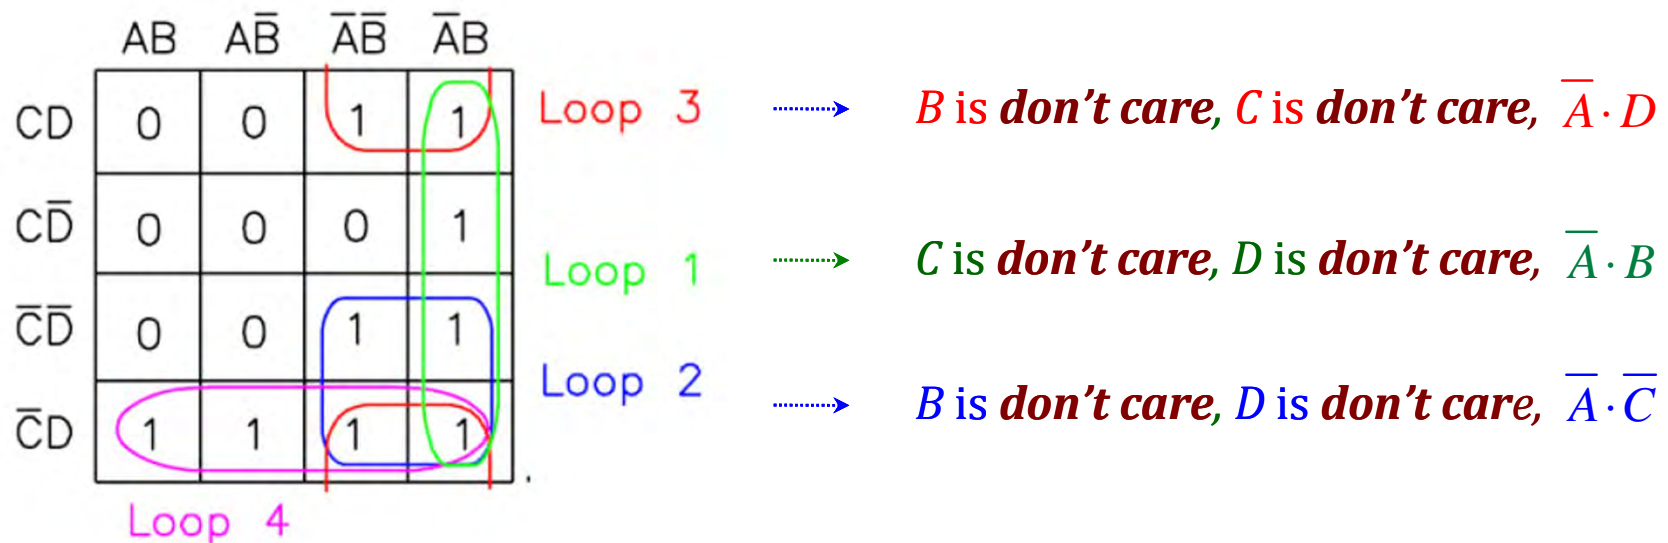 AB AB̅ A̅B̅ A̅B
CD 0 0 1 1 Loop 3 B is don't care, C is don't care, A̅ · D
CD̅ 0 0 0 1
Loop 1 C is don't care, D is don't care, A̅ · B
C̅D̅ 0 0 1 1
Loop 2 B is don't care, D is don't care, A̅ · C̅
C̅D 1 1 1 1 .
Loop 4